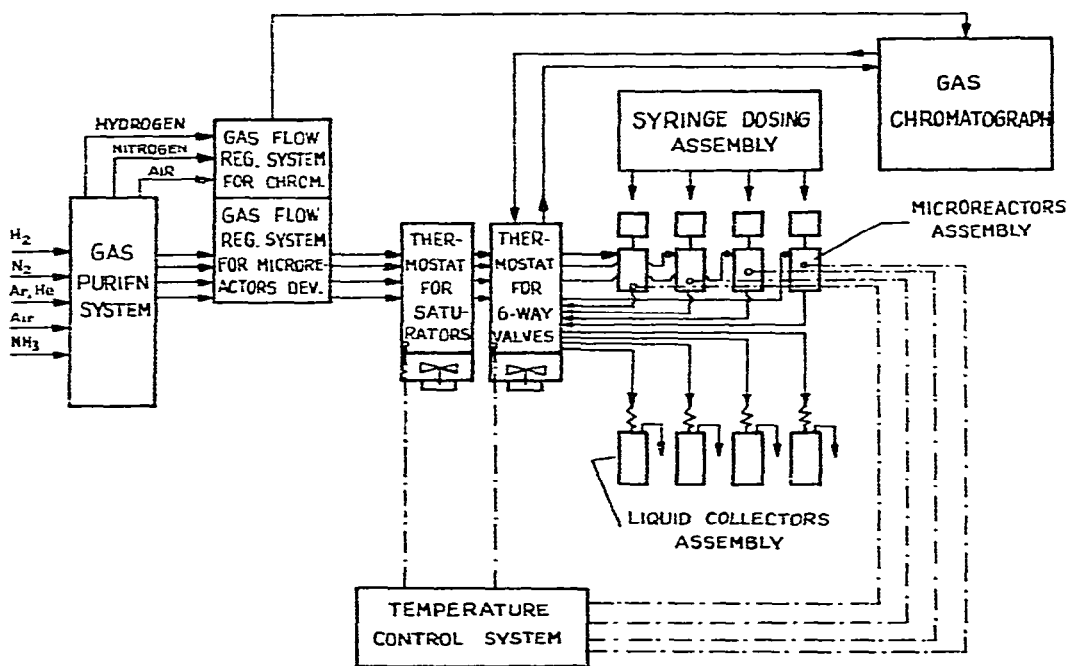 HYDROGEN
NITROGEN
AIR
H2
N2
Ar, He
Air
NH3
GAS
PURIFN
SYSTEM
GAS FLOW
REG. SYSTEM
FOR CHROM.
GAS FLOW
REG. SYSTEM
FOR MICRORE-
ACTORS DEV.
THER-
MOSTAT
FOR
SATU-
RATORS
THER-
MOSTAT
FOR
6-WAY
VALVES
SYRINGE DOSING
ASSEMBLY
GAS
CHROMATOGRAPH
MICROREACTORS
ASSEMBLY
LIQUID COLLECTORS
ASSEMBLY
TEMPERATURE
CONTROL SYSTEM